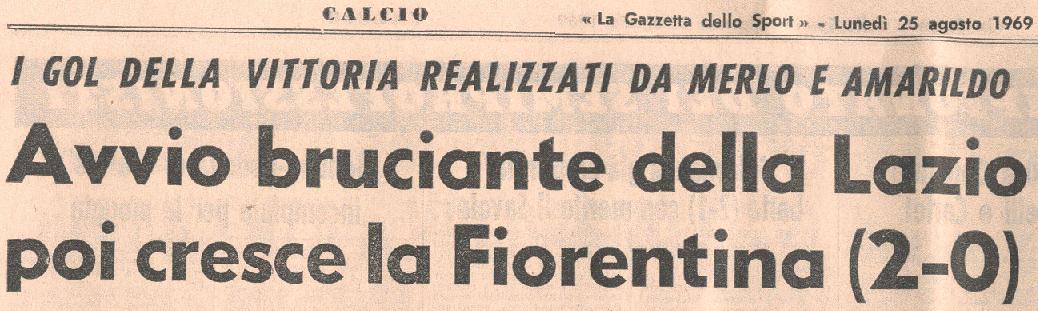 CALCIO
« La Gazzetta dello Sport » - Lunedì 25 agosto 1969
I GOL DELLA VITTORIA REALIZZATI DA MERLO E AMARILDO
Avvio bruciante della Lazio
poi cresce la Fiorentina (2-0)